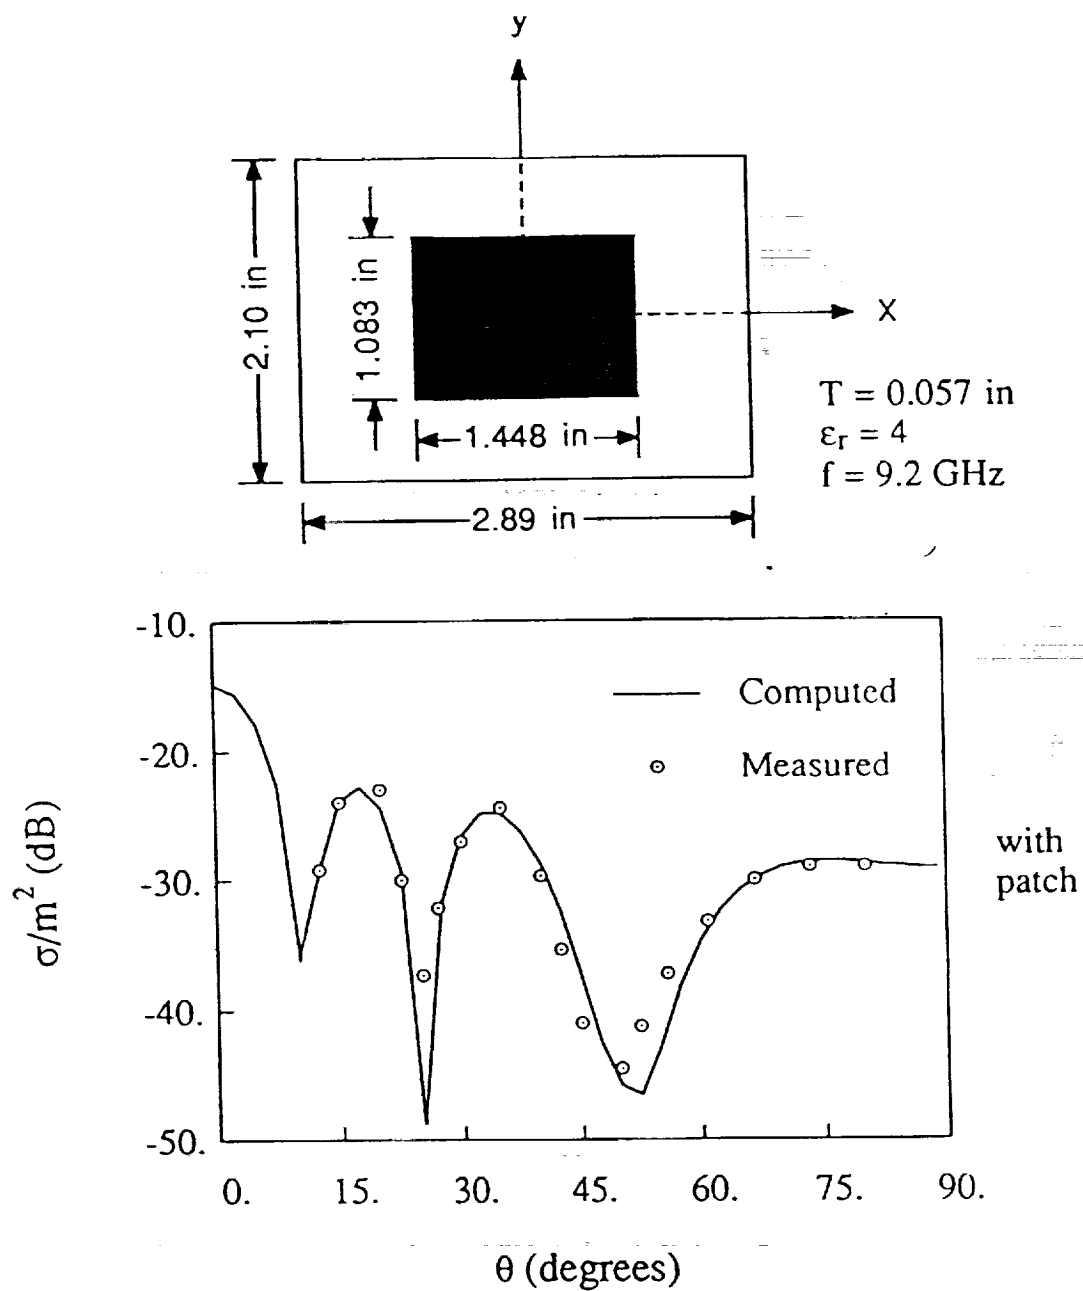 y
2.10 in
1.083 in
X
1.448 in
2.89 in
T = 0.057 in
εr = 4
f = 9.2 GHz
-10.
-20.
-30.
-40.
-50.
σ/m² (dB)
Computed
Measured
with
patch
0. 15. 30. 45. 60. 75. 90.
θ (degrees)